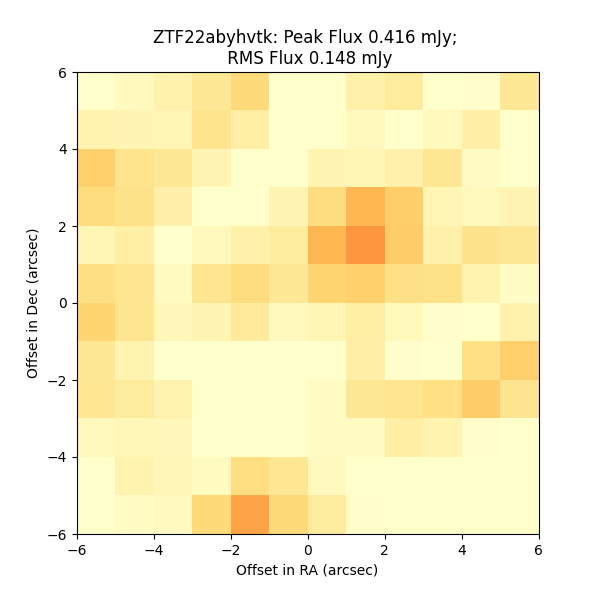 ZTF22abyhvtk: Peak Flux 0.416 mJy;
RMS Flux 0.148 mJy
6
4
2
0
−2
−4
−6
Offset in Dec (arcsec)
−6 −4 −2 0 2 4 6
Offset in RA (arcsec)